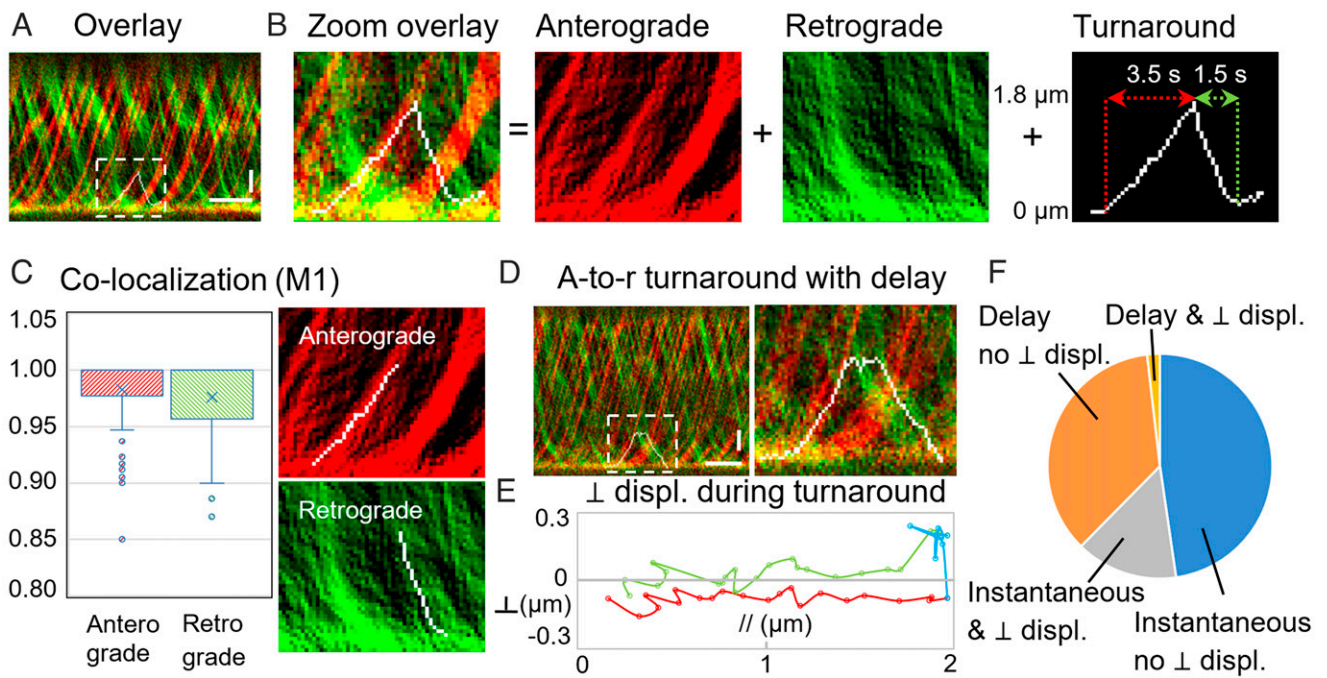 A
Overlay
B
Zoom overlay
=
Anterograde
+
Retrograde
+
Turnaround
1.8 µm
0 µm
3.5 s
1.5 s
C
Co-localization (M1)
1.05
1.00
0.95
0.90
0.85
0.80
Antero
grade
Retro
grade
Anterograde
Retrograde
D
A-to-r turnaround with delay
E
⊥ displ. during turnaround
0.3
0
⊥(µm)
-0.3
// (µm)
0
1
2
F
Delay
no ⊥ displ.
Delay & ⊥ displ.
Instantaneous
& ⊥ displ.
Instantaneous
no ⊥ displ.